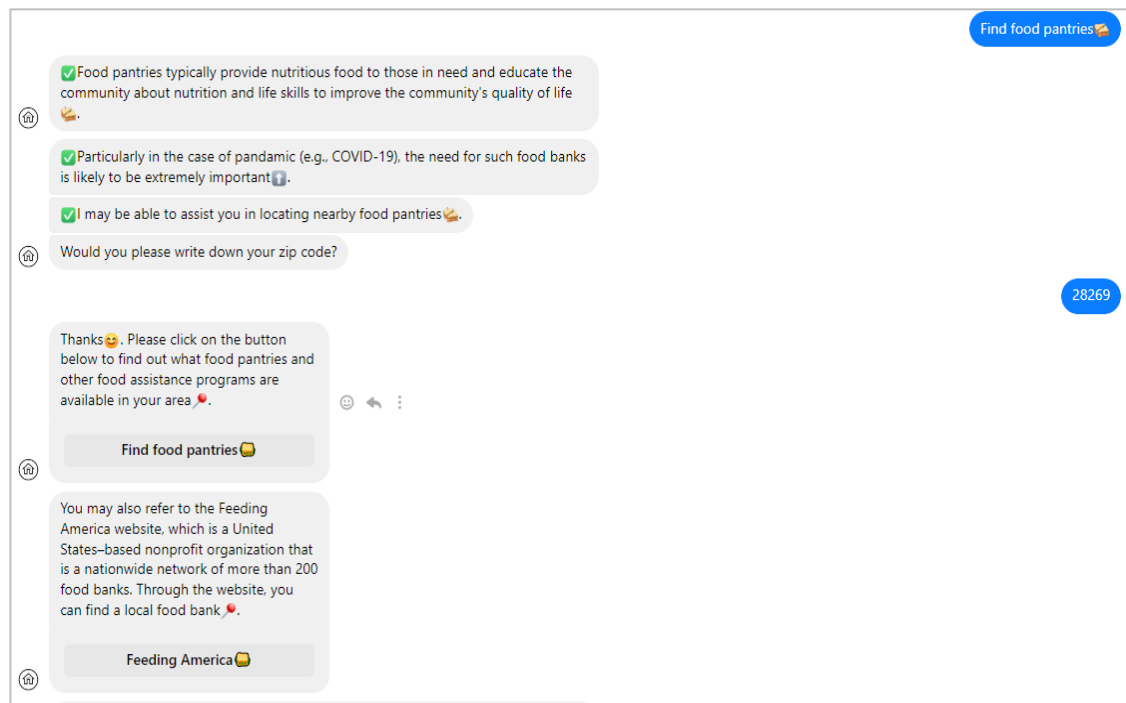 Find food pantries🥪
✅Food pantries typically provide nutritious food to those in need and educate the
community about nutrition and life skills to improve the community's quality of life
🥪.
✅Particularly in the case of pandamic (e.g., COVID-19), the need for such food banks
is likely to be extremely important⬆️.
✅I may be able to assist you in locating nearby food pantries🥪.
Would you please write down your zip code?
28269
Thanks😊. Please click on the button
below to find out what food pantries and
other food assistance programs are
available in your area📍.
Find food pantries🥪
You may also refer to the Feeding
America website, which is a United
States–based nonprofit organization that
is a nationwide network of more than 200
food banks. Through the website, you
can find a local food bank📍.
Feeding America🥪